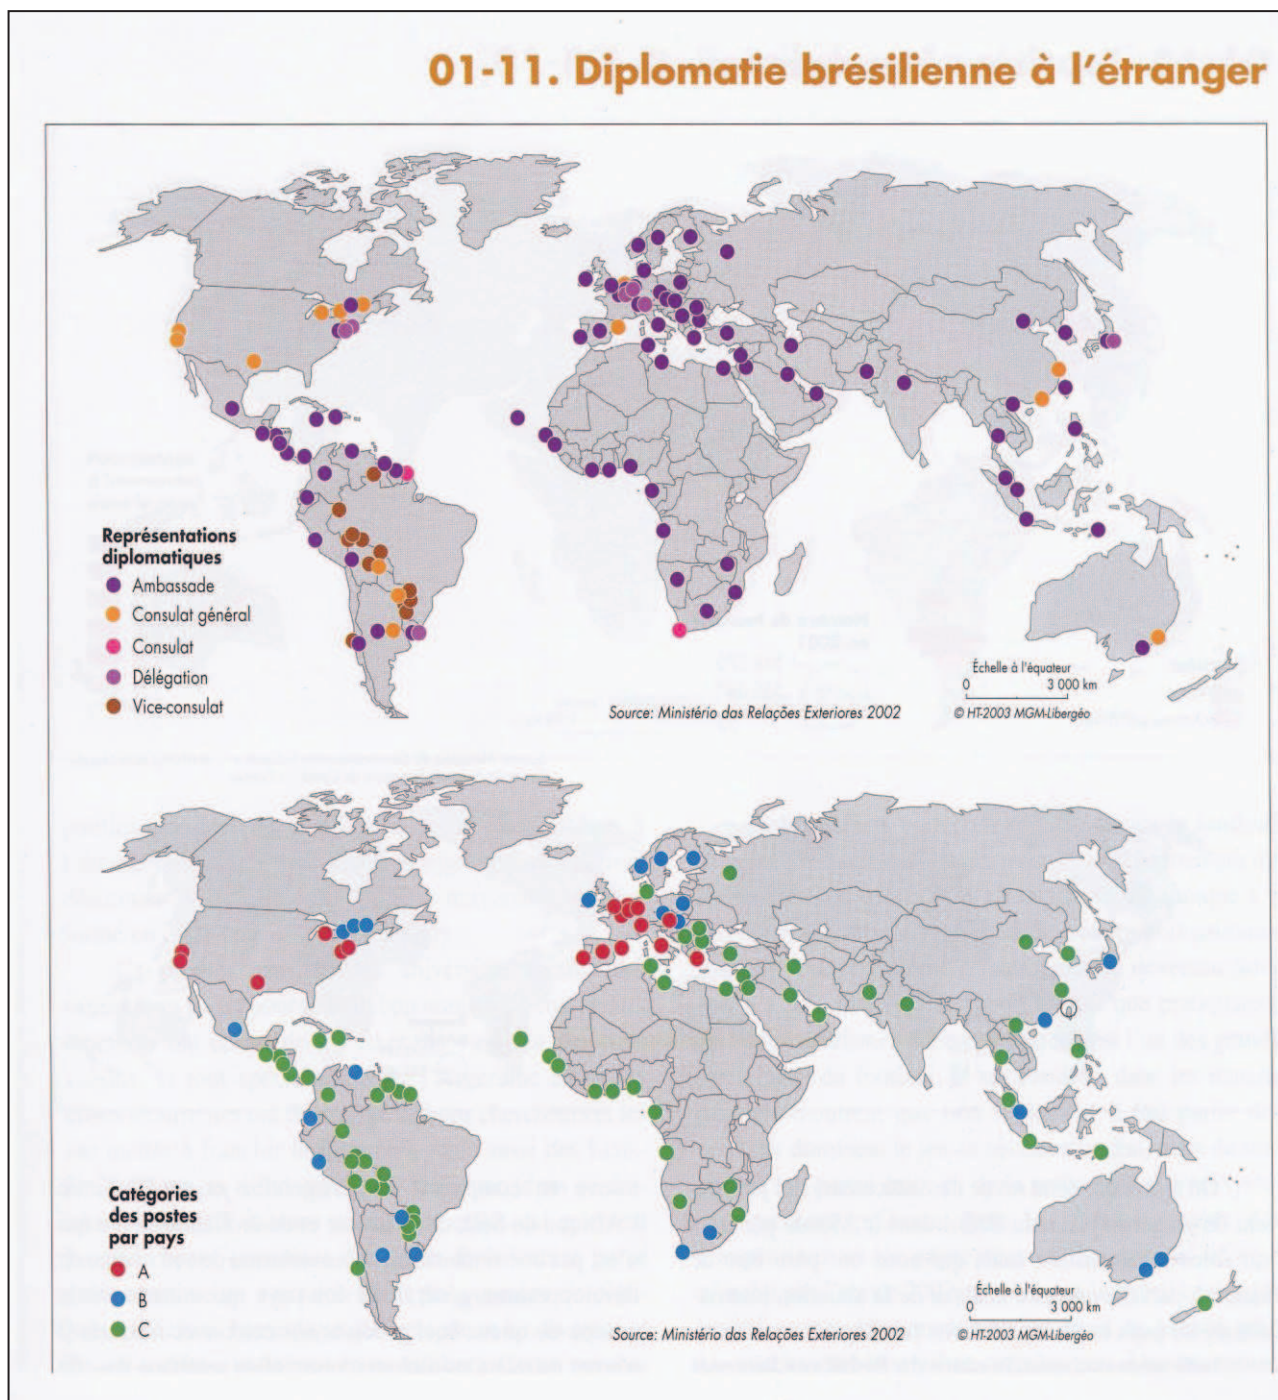 01-11. Diplomatie brésilienne à l'étranger
Représentations
diplomatiques
Ambassade
Consulat général
Consulat
Délégation
Vice-consulat
Échelle à l'équateur
0 3 000 km
Source: Ministério das Relações Exteriores 2002
© HT-2003 MGM-Libergéo
Catégories
des postes
par pays
A
B
C
0
Échelle à l'équateur
0 3 000 km
Source: Ministério das Relações Exteriores 2002
© HT-2003 MGM-Libergéo